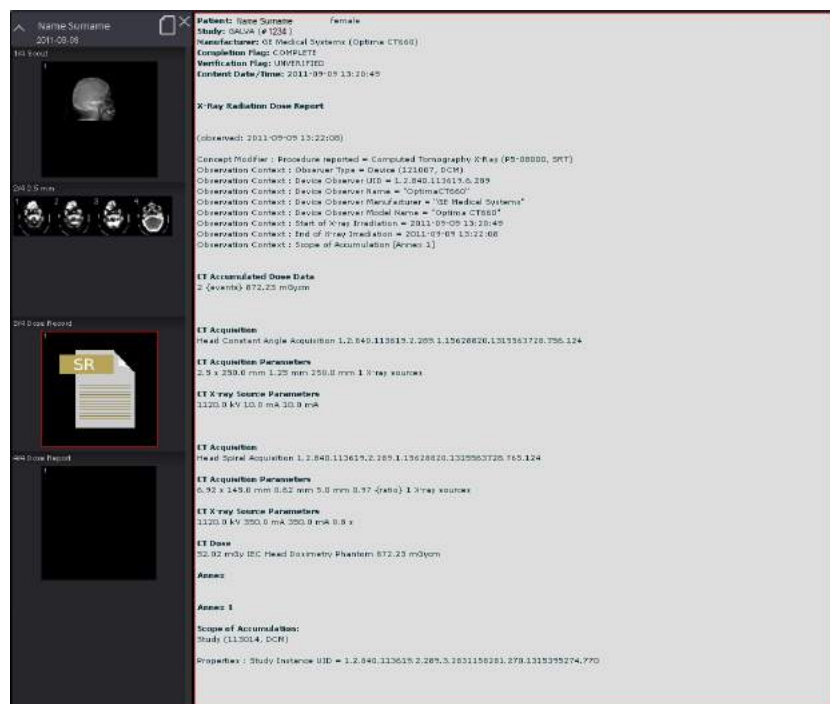 Name Surname
2011-09-09
1/4 Scout
1
2/4 2.5 mm
1 2 3 4
3/4 Dose Record
1
SR
4/4 Dose Report
1
Patient: Name Surname female
Study: GALVA (# 1234 )
Manufacturer: GE Medical Systems (Optima CT660)
Completion Flag: COMPLETE
Verification Flag: UNVERIFIED
Content Date/Time: 2011-09-09 13:20:49
X-Ray Radiation Dose Report
(observed: 2011-09-09 13:22:08)
Concept Modifier : Procedure reported = Computed Tomography X-Ray (P5-08000, SRT)
Observation Context : Observer Type = Device (121007, DCM)
Observation Context : Device Observer UID = 1.2.840.113619.6.289
Observation Context : Device Observer Name = "OptimaCT660"
Observation Context : Device Observer Manufacturer = "GE Medical Systems"
Observation Context : Device Observer Model Name = "Optima CT660"
Observation Context : Start of X-ray Irradiation = 2011-09-09 13:20:49
Observation Context : End of X-ray Irradiation = 2011-09-09 13:22:08
Observation Context : Scope of Accumulation [Annex 1]
CT Accumulated Dose Data
2 {events} 872.23 mGycm
CT Acquisition
Head Constant Angle Acquisition 1.2.840.113619.2.289.1.15628820.1315563728.756.124
CT Acquisition Parameters
2.5 x 250.0 mm 1.25 mm 250.0 mm 1 X-ray sources
CT X-ray Source Parameters
1120.0 kV 10.0 mA 10.0 mA
CT Acquisition
Head Spiral Acquisition 1.2.840.113619.2.289.1.15628820.1315563728.765.124
CT Acquisition Parameters
6.92 x 145.0 mm 0.62 mm 5.0 mm 0.97 {ratio} 1 X-ray sources
CT X-ray Source Parameters
1120.0 kV 350.0 mA 350.0 mA 0.8 s
CT Dose
52.02 mGy IEC Head Dosimetry Phantom 872.23 mGycm
Annex
Annex 1
Scope of Accumulation:
Study (113014, DCM)
Properties : Study Instance UID =